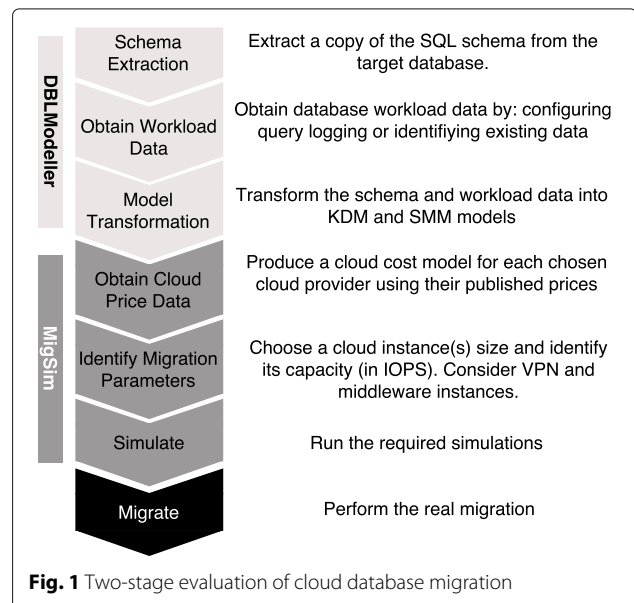 DBLModeller
Schema
Extraction
Extract a copy of the SQL schema from the
target database.
Obtain Workload
Data
Obtain database workload data by: configuring
query logging or identifiying existing data
Model
Transformation
Transform the schema and workload data into
KDM and SMM models
MigSim
Obtain Cloud
Price Data
Produce a cloud cost model for each chosen
cloud provider using their published prices
Identify Migration
Parameters
Choose a cloud instance(s) size and identify
its capacity (in IOPS). Consider VPN and
middleware instances.
Simulate
Run the required simulations
Migrate
Perform the real migration
Fig. 1 Two-stage evaluation of cloud database migration